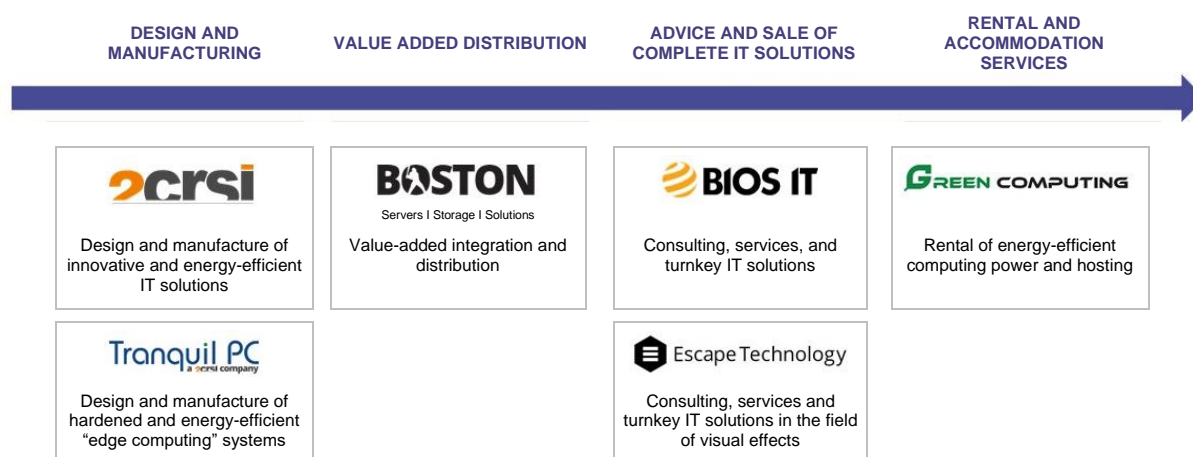 DESIGN AND
MANUFACTURING
VALUE ADDED DISTRIBUTION
ADVICE AND SALE OF
COMPLETE IT SOLUTIONS
RENTAL AND
ACCOMMODATION
SERVICES
2crsi
Design and manufacture of
innovative and energy-efficient
IT solutions
BOSTON
Servers I Storage I Solutions
Value-added integration and
distribution
BIOS IT
Consulting, services, and
turnkey IT solutions
GREEN COMPUTING
Rental of energy-efficient
computing power and hosting
Tranquil PC
a 2crsi company
Design and manufacture of
hardened and energy-efficient
“edge computing” systems
Escape Technology
Consulting, services and
turnkey IT solutions in the field
of visual effects